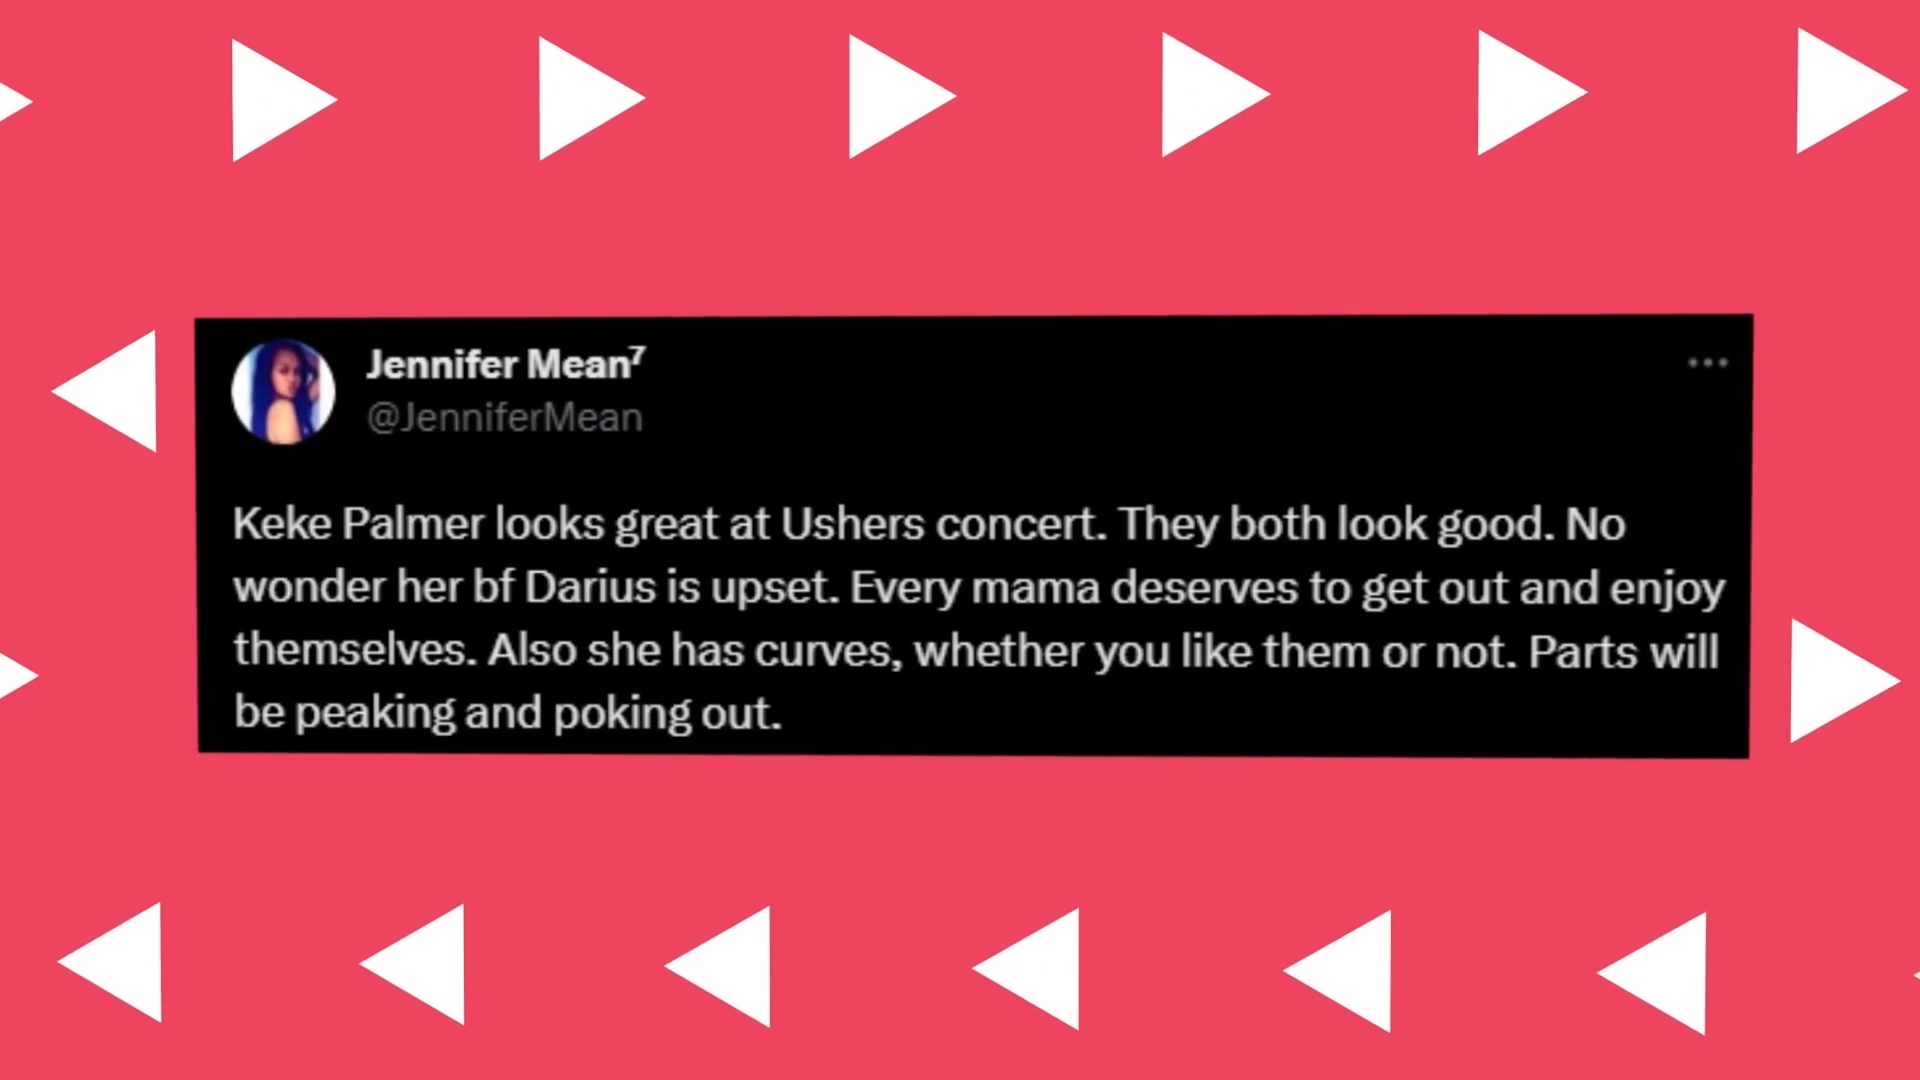 Jennifer Mean⁷
@JenniferMean
Keke Palmer looks great at Ushers concert. They both look good. No
wonder her bf Darius is upset. Every mama deserves to get out and enjoy
themselves. Also she has curves, whether you like them or not. Parts will
be peaking and poking out.